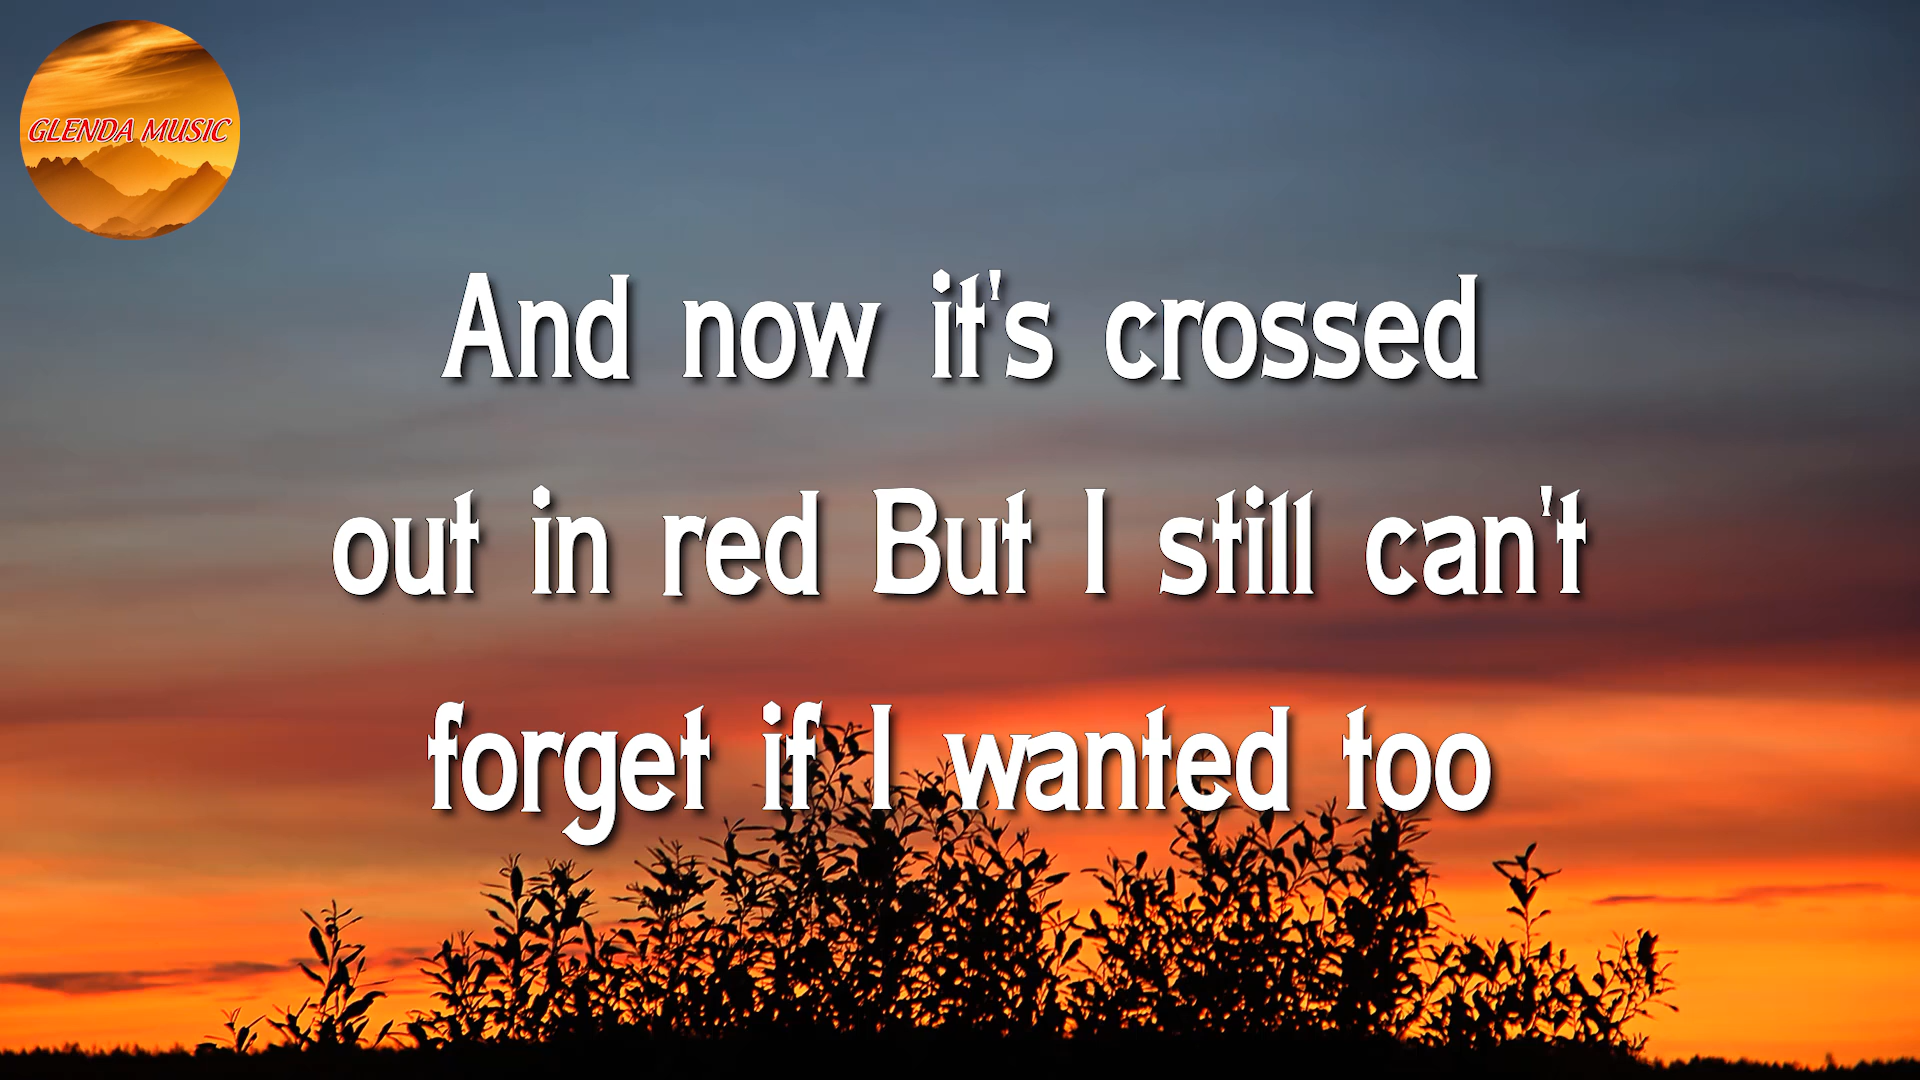 GLENDA MUSIC
And now it's crossed
out in red But I still can't
forget if I wanted too